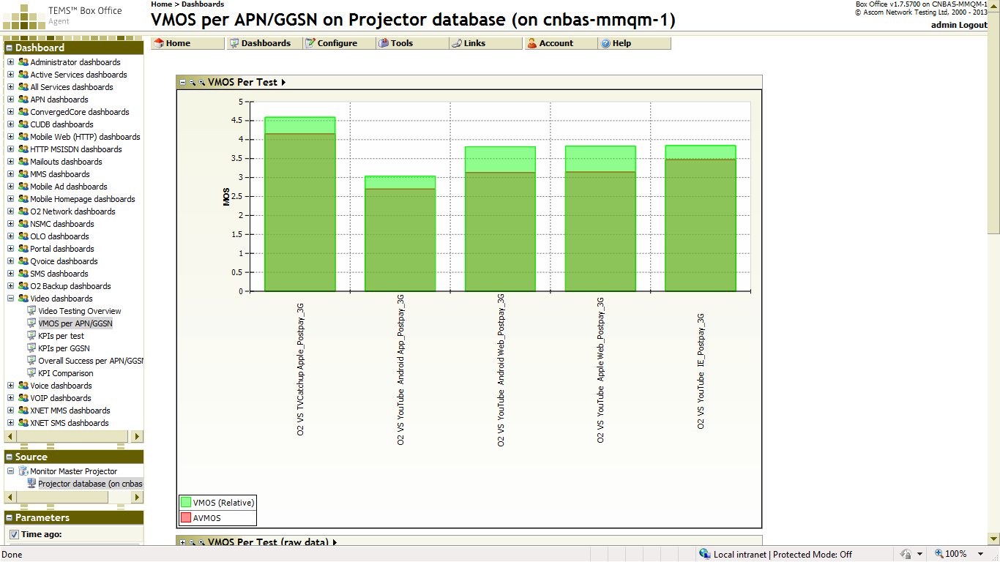 TEMS™ Box Office
Agent
Home > Dashboards
VMOS per APN/GGSN on Projector database (on cnbas-mmqm-1)
Box Office v1.7.5700 on CNBAS-MMQM-1
© Ascom Network Testing Ltd, 2000 - 2013
admin Logout
Home Dashboards Configure Tools Links Account Help
Dashboard
Administrator dashboards
Active Services dashboards
All Services dashboards
APN dashboards
ConvergedCore dashboards
CUDB dashboards
Mobile Web (HTTP) dashboards
HTTP MSISDN dashboards
Mailouts dashboards
MMS dashboards
Mobile Ad dashboards
Mobile Homepage dashboards
O2 Network dashboards
NSMC dashboards
OLO dashboards
Portal dashboards
Qvoice dashboards
SMS dashboards
O2 Backup dashboards
Video dashboards
Video Testing Overview
VMOS per APN/GGSN
KPIs per test
KPIs per GGSN
Overall Success per APN/GGSN
KPI Comparison
Voice dashboards
VOIP dashboards
XNET MMS dashboards
XNET SMS dashboards
Source
Monitor Master Projector
Projector database (on cnbas
Parameters
Time ago:
VMOS Per Test
MOS
5
4.5
4
3.5
3
2.5
2
1.5
1
0.5
0
O2 VS TVCatchup Apple_Postpay_3G
O2 VS YouTube Android App_Postpay_3G
O2 VS YouTube Android Web_Postpay_3G
O2 VS YouTube Apple Web_Postpay_3G
O2 VS YouTube IE_Postpay_3G
VMOS (Relative)
AVMOS
VMOS Per Test (raw data)
Done
Local intranet | Protected Mode: Off
100%